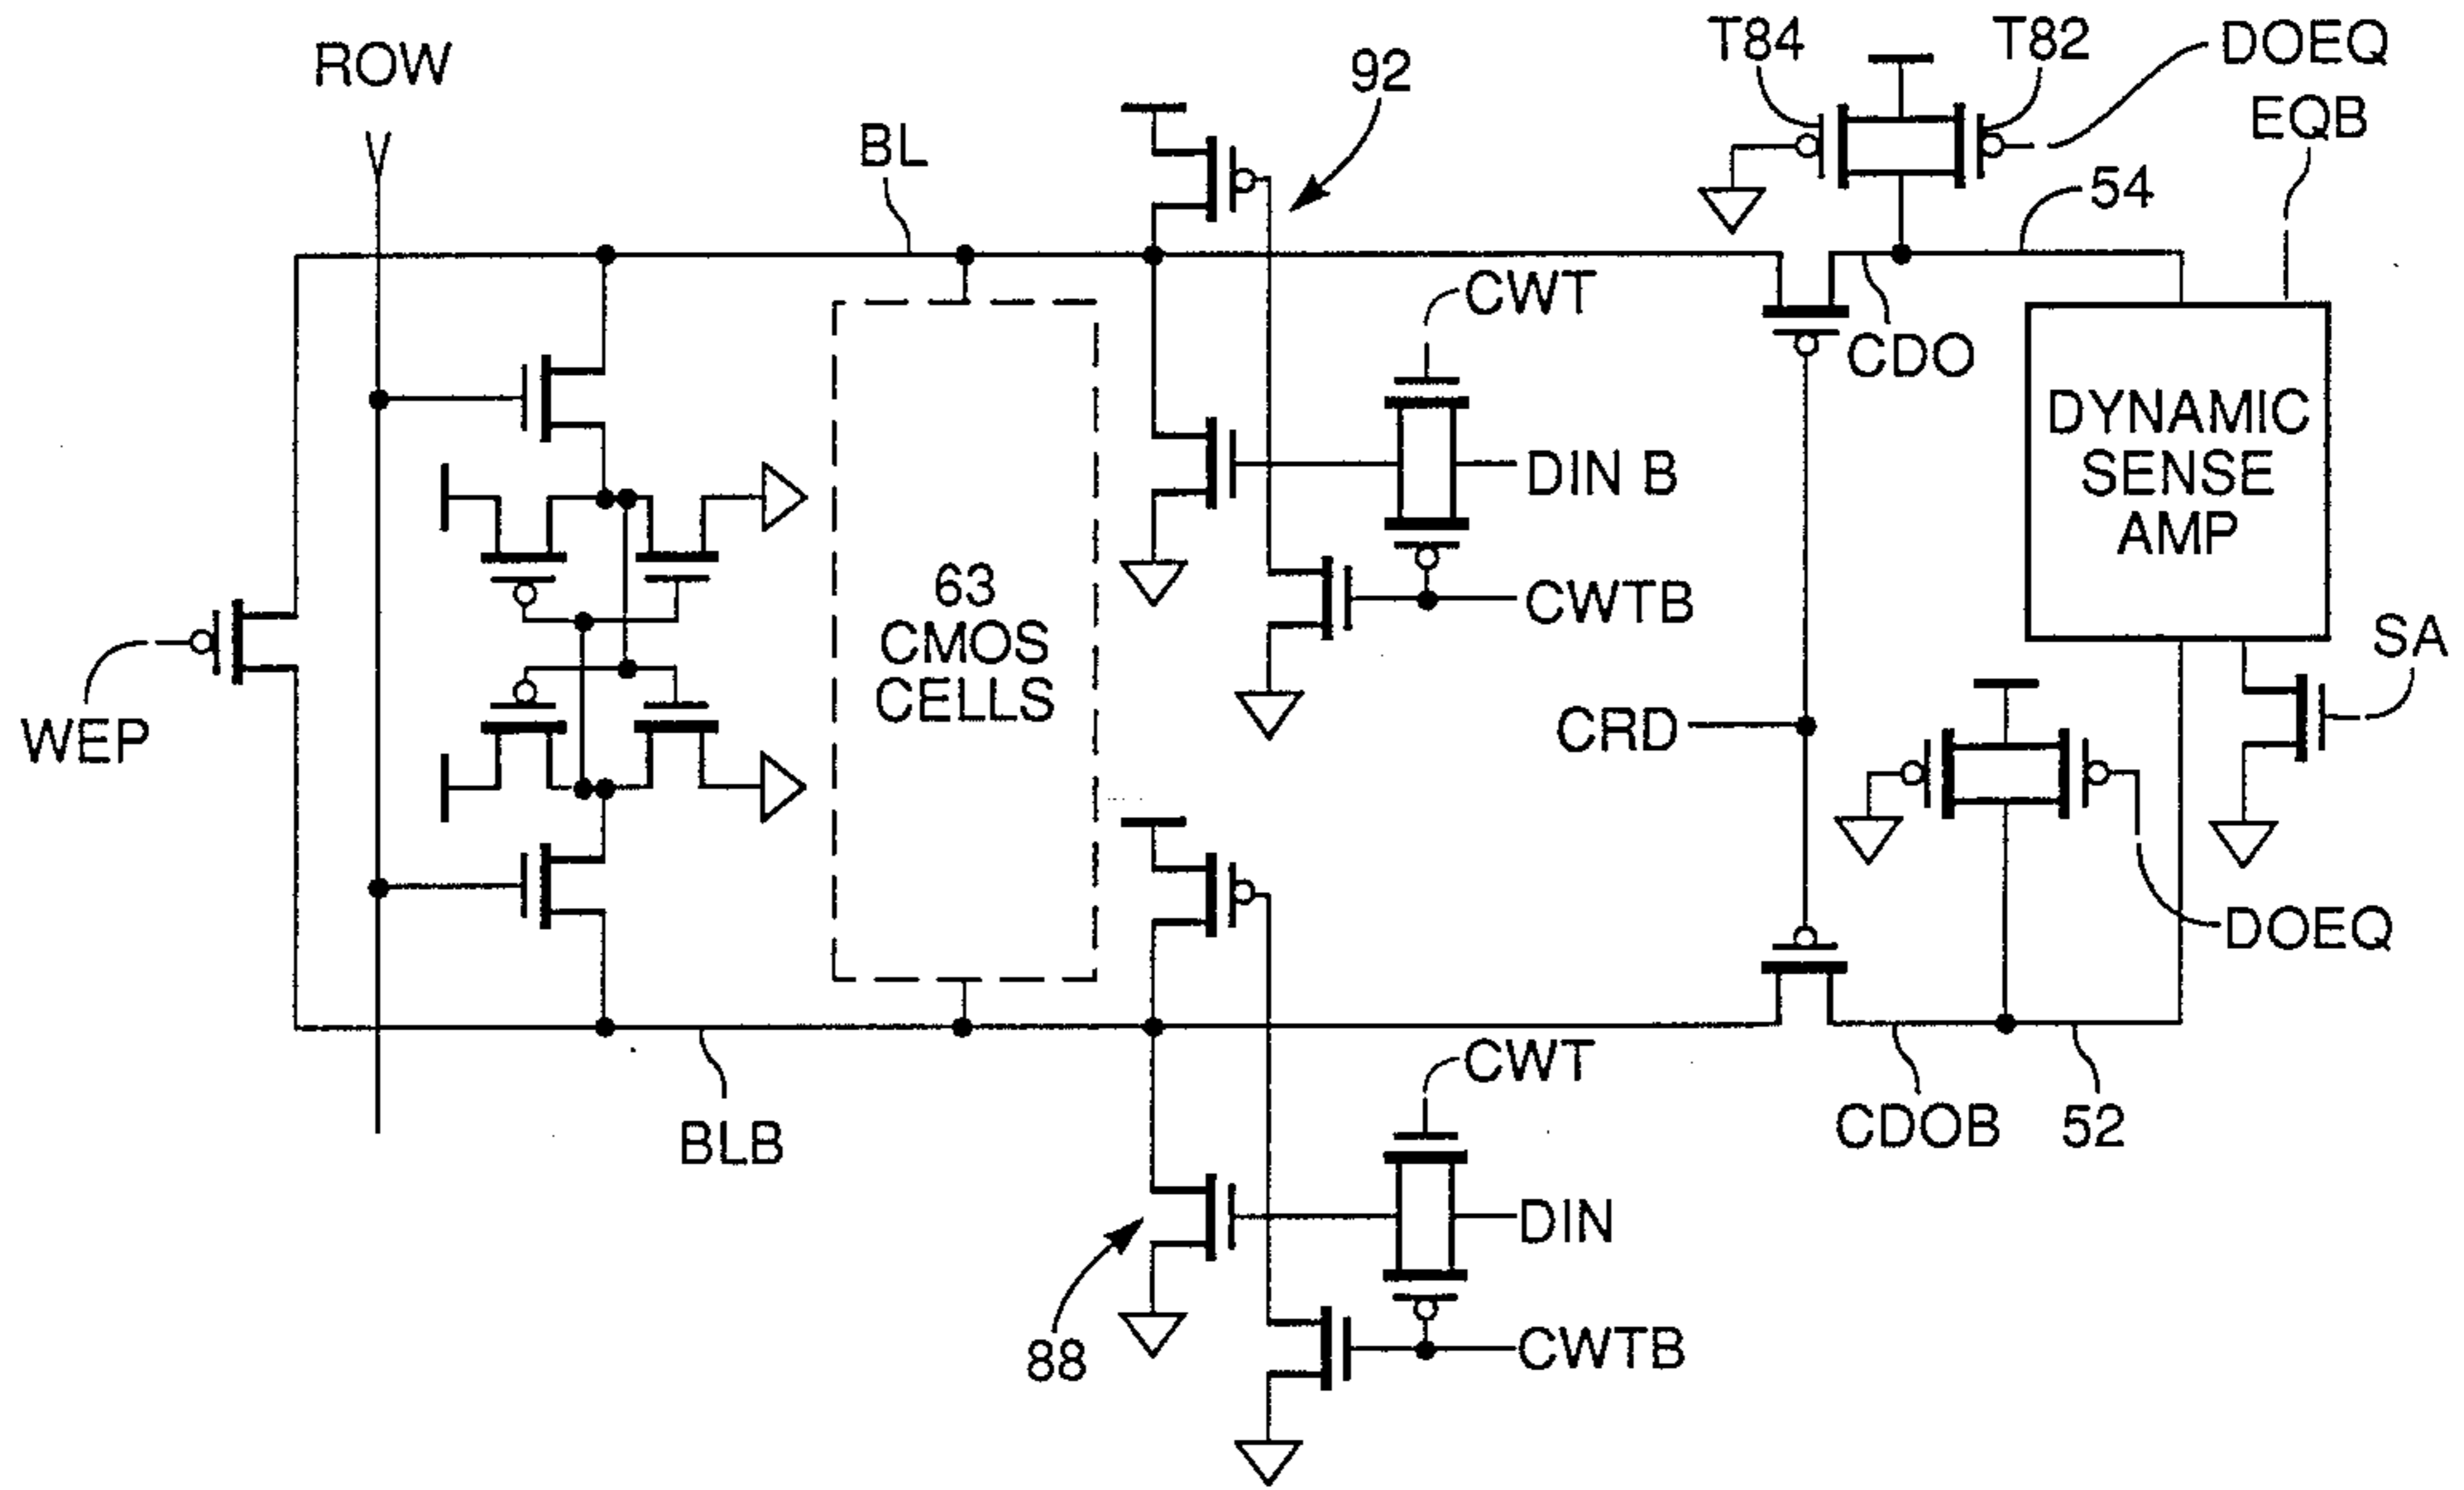 T84
T82
DOEQ
ROW
92
EQB
BL
54
CWT
CDO
DYNAMIC
SENSE
AMP
DIN B
63
CMOS
CELLS
CWTB
SA
CRD
WEP
DOEQ
CWT
BLB
CDOB
52
DIN
88
CWTB